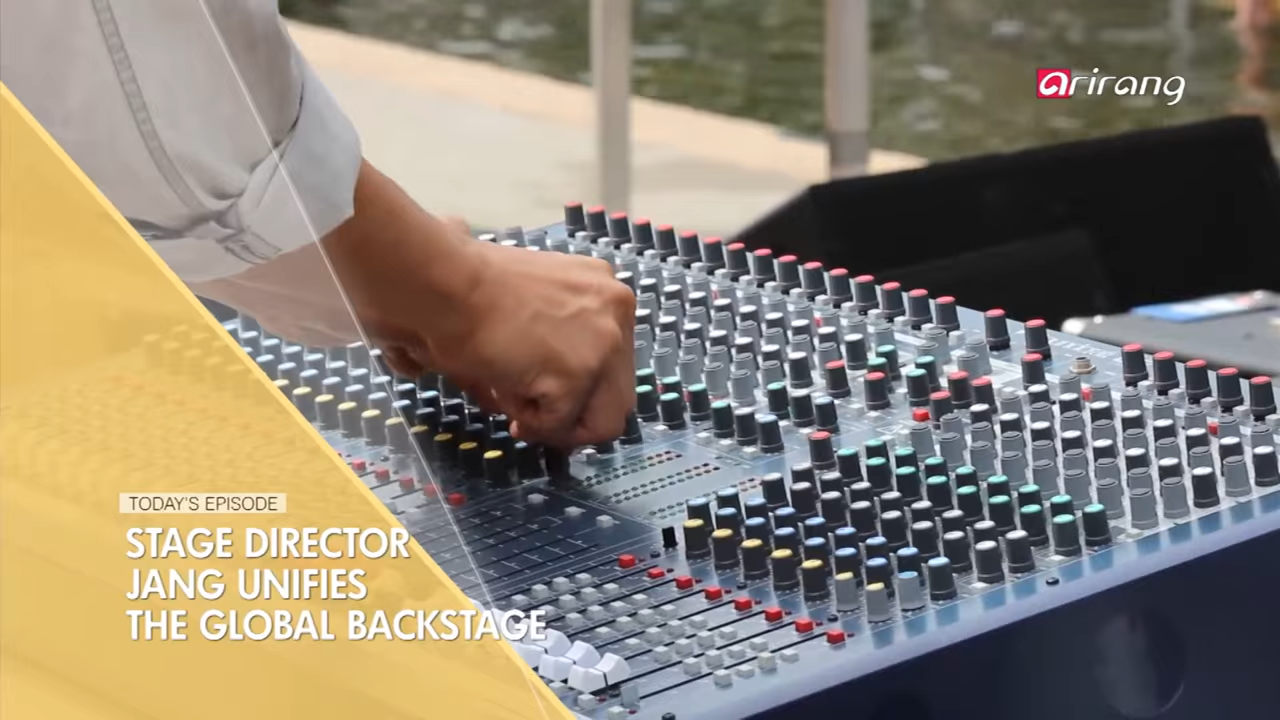 arirang
TODAY'S EPISODE
STAGE DIRECTOR
JANG UNIFIES
THE GLOBAL BACKSTAGE